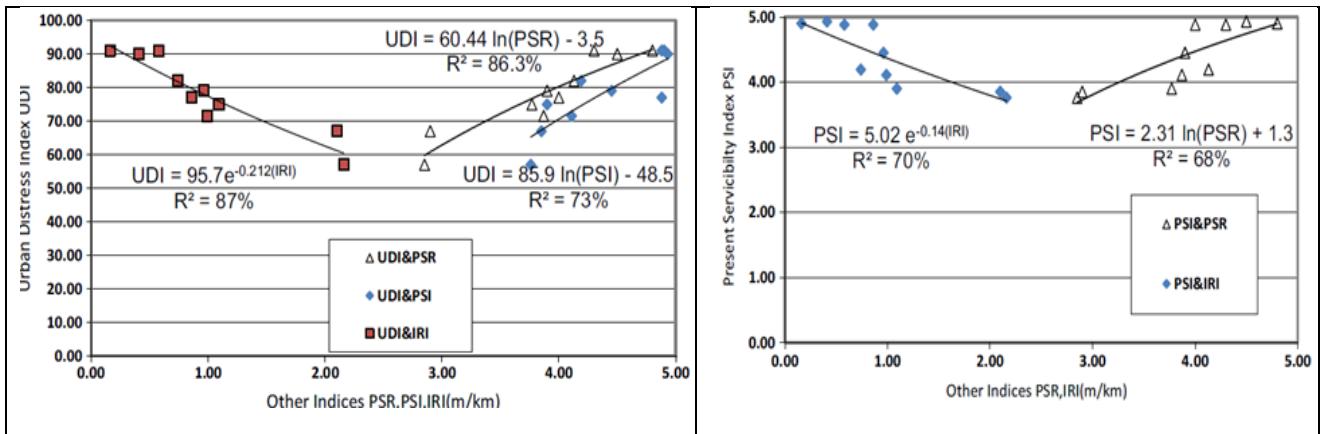 Urban Distress Index UDI
100.00
90.00
80.00
70.00
60.00
50.00
40.00
30.00
20.00
10.00
0.00
UDI = 60.44 ln(PSR) - 3.5
R² = 86.3%
UDI = 95.7e-0.212(IRI)
R² = 87%
UDI = 85.9 ln(PSI) - 48.5
R² = 73%
UDI&PSR
UDI&PSI
UDI&IRI
0.00 1.00 2.00 3.00 4.00 5.00
Other Indices PSR.PSI.IRI(m/km)
Present Servicibilty Index PSI
5.00
4.00
3.00
2.00
1.00
0.00
PSI = 5.02 e-0.14(IRI)
R² = 70%
PSI = 2.31 ln(PSR) + 1.3
R² = 68%
PSI&PSR
PSI&IRI
0.00 1.00 2.00 3.00 4.00 5.00
Other Indices PSR,IRI(m/km)